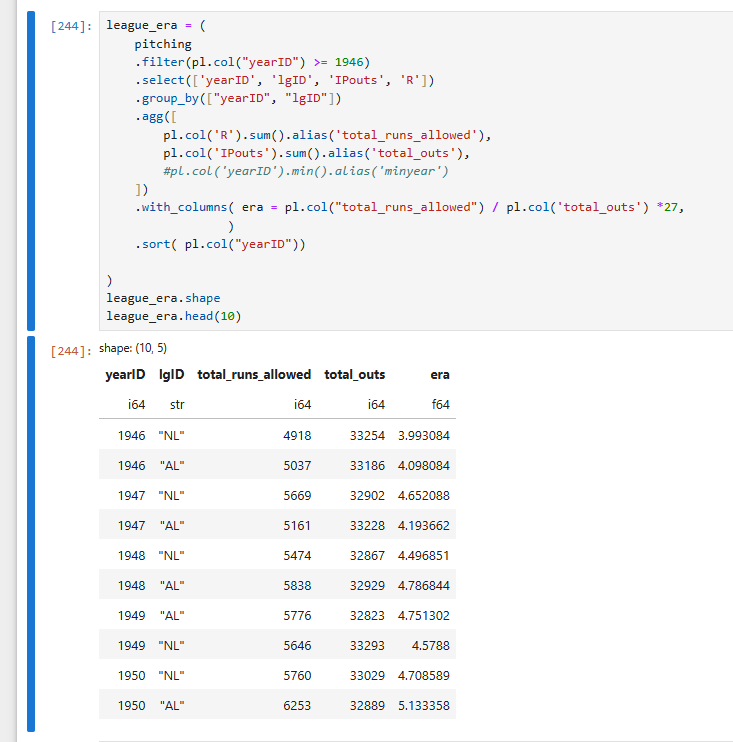 [244]: league_era = (
pitching
.filter(pl.col("yearID") >= 1946)
.select(['yearID', 'lgID', 'IPouts', 'R'])
.group_by(["yearID", "lgID"])
.agg([
pl.col('R').sum().alias('total_runs_allowed'),
pl.col('IPouts').sum().alias('total_outs'),
#pl.col('yearID').min().alias('minyear')
])
.with_columns( era = pl.col("total_runs_allowed") / pl.col('total_outs') *27,
)
.sort( pl.col("yearID"))
)
league_era.shape
league_era.head(10)
[244]: shape: (10, 5)
yearID lgID total_runs_allowed total_outs era
i64 str i64 i64 f64
1946 "NL" 4918 33254 3.993084
1946 "AL" 5037 33186 4.098084
1947 "NL" 5669 32902 4.652088
1947 "AL" 5161 33228 4.193662
1948 "NL" 5474 32867 4.496851
1948 "AL" 5838 32929 4.786844
1949 "AL" 5776 32823 4.751302
1949 "NL" 5646 33293 4.5788
1950 "NL" 5760 33029 4.708589
1950 "AL" 6253 32889 5.133358